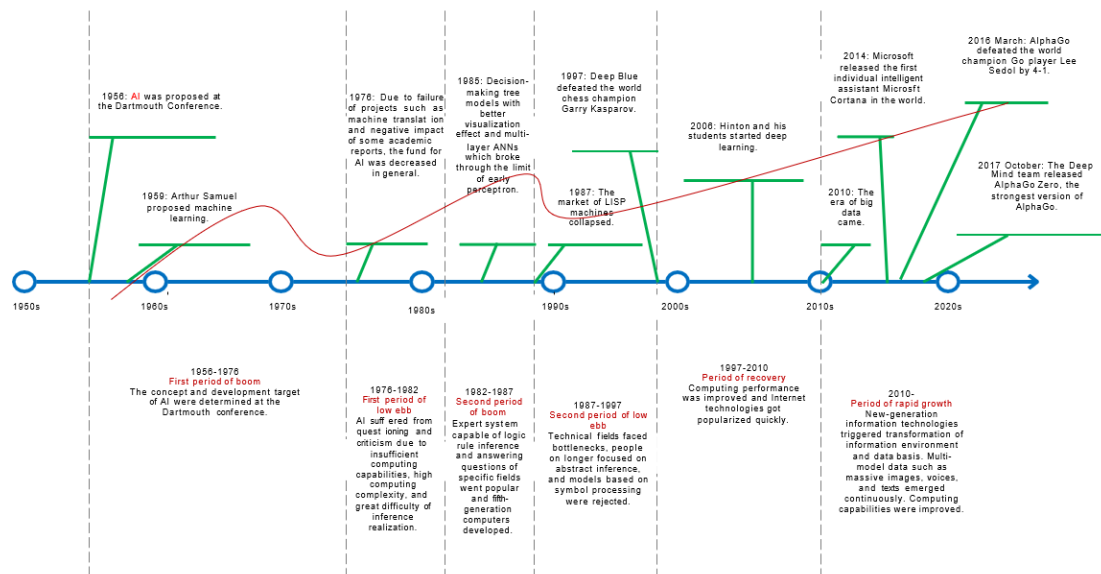 1956: AI was proposed at
the Dartmouth Conference.
1959: Arthur Samuel
proposed machine
learning.
1976: Due to failure
of projects such as
machine translat ion
and negative impact
of some academic
reports, the fund for
AI was decreased
in general.
1985: Decision-
making tree
models with
better
visualization
effect and multi-
layer ANNs
which broke
through the limit
of early
perceptron.
1987: The
market of LISP
machines
collapsed.
1997: Deep Blue
defeated the world
chess champion
Garry Kasparov.
2006: Hinton and his
students started deep
learning.
2014: Microsoft
released the first
individual intelligent
assistant Microsft
Cortana in the world.
2010: The
era of big
data
came.
2016 March: AlphaGo
defeated the world
champion Go player Lee
Sedol by 4-1.
2017 October: The Deep
Mind team released
AlphaGo Zero, the
strongest version of
AlphaGo.
1950s
1960s
1970s
1980s
1990s
2000s
2010s
2020s
1956-1976
First period of boom
The concept and development target
of AI were determined at the
Dartmouth conference.
1976-1982
First period of
low ebb
AI suff ered from
quest ioning and
criticism due to
insufficient
computing
capabilities, high
computing
complexity, and
great difficulty of
inference
realization.
1982-1987
Second period
of boom
Expert system
capable of logic
rule inference
and answering
questions of
specific fields
went popular
and fifth-
generation
computers
developed.
1987-1997
Second period of low
ebb
Technical fields faced
bottlenecks, people
on longer focused on
abstract inference,
and models based on
symbol processing
were rejected.
1997-2010
Period of recovery
Computing performance
was improved and Internet
technologies got
popularized quickly.
2010-
Period of rapid growth
New-generation
information technologies
triggered transformation of
information environment
and data basis. Multi-
model data such as
massive images, voices,
and texts emerged
continuously. Computing
capabilities were improved.